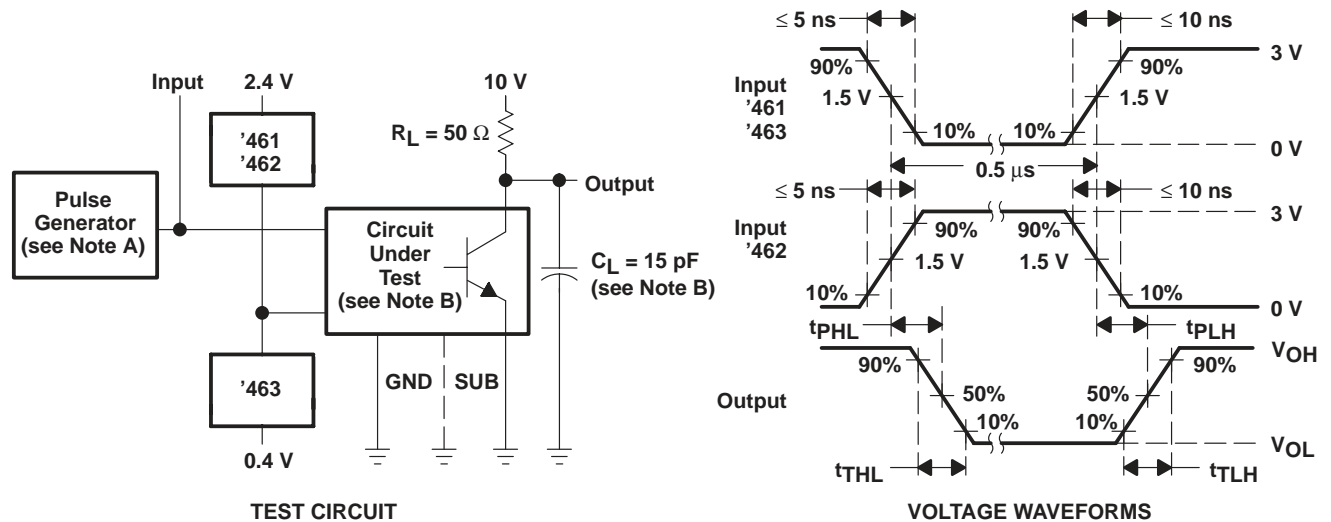 Input
2.4 V
'461
'462
Pulse
Generator
(see Note A)
10 V
RL = 50 Ω
Output
Circuit
Under
Test
(see Note B)
CL = 15 pF
(see Note B)
'463
0.4 V
GND
SUB
TEST CIRCUIT
≤ 5 ns
≤ 10 ns
Input
'461
'463
90%
1.5 V
10%
10%
90%
1.5 V
3 V
0 V
0.5 μs
≤ 5 ns
≤ 10 ns
Input
'462
90%
1.5 V
10%
90%
1.5 V
10%
3 V
0 V
tPHL
tPLH
Output
90%
50%
10%
10%
50%
90%
VOH
VOL
tTHL
tTLH
VOLTAGE WAVEFORMS